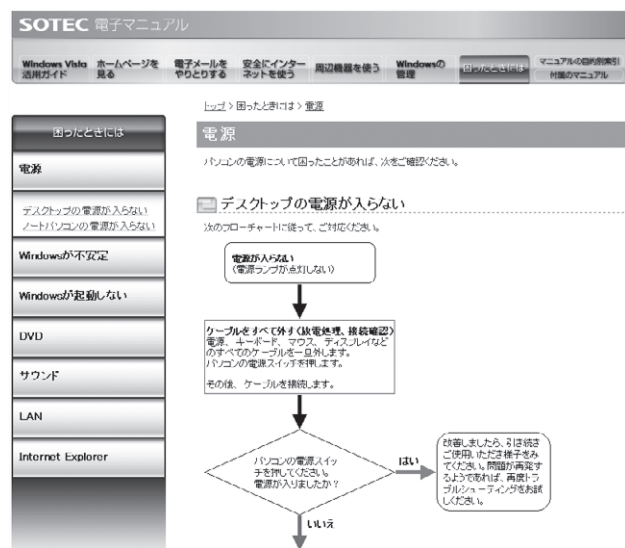 SOTEC 電子マニュアル
Windows Vista 活用ガイド
ホームページを見る
電子メールをやりとりする
安全にインターネットを使う
周辺機器を使う
Windowsの管理
困ったときには
マニュアルの目的別索引
付属のマニュアル
トップ > 困ったときには > 電源
困ったときには
電源
デスクトップの電源が入らない
ノートパソコンの電源が入らない
Windowsが不安定
Windowsが起動しない
DVD
サウンド
LAN
Internet Explorer
電源
パソコンの電源について困ったことがあれば、次をご確認ください。
デスクトップの電源が入らない
次のフローチャートに従って、ご対応ください。
電源が入らない
(電源ランプが点灯しない)
ケーブルをすべて外す(放電処理、接続確認)
電源、キーボード、マウス、ディスプレイなど
のすべてのケーブルを一旦外します。
パソコンの電源スイッチを押します。
その後、ケーブルを接続します。
パソコンの電源スイッ
チを押してください。
電源が入りましたか？
はい
改善しましたら、引き続き
ご使用いただき様子をみ
てください。問題が再発す
るようであれば、再度トラ
ブルシューティングをお試
しください。
いいえ